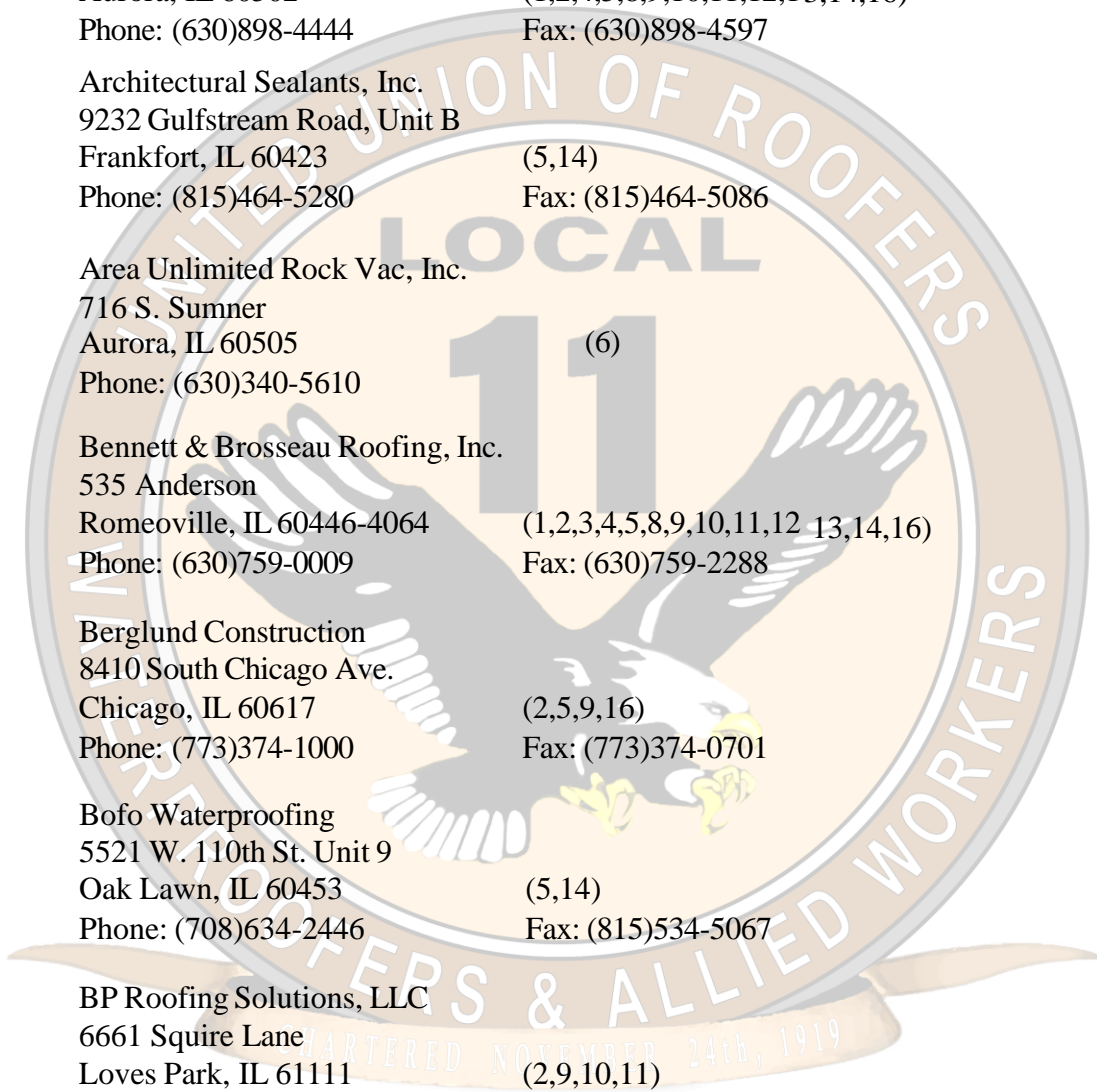 Phone: (630)898-4444 Fax: (630)898-4597
Architectural Sealants, Inc.
9232 Gulfstream Road, Unit B
Frankfort, IL 60423 (5,14)
Phone: (815)464-5280 Fax: (815)464-5086
Area Unlimited Rock Vac, Inc.
716 S. Sumner
Aurora, IL 60505 (6)
Phone: (630)340-5610
Bennett & Brosseau Roofing, Inc.
535 Anderson
Romeoville, IL 60446-4064 (1,2,3,4,5,8,9,10,11,12 13,14,16)
Phone: (630)759-0009 Fax: (630)759-2288
Berglund Construction
8410 South Chicago Ave.
Chicago, IL 60617 (2,5,9,16)
Phone: (773)374-1000 Fax: (773)374-0701
Bofo Waterproofing
5521 W. 110th St. Unit 9
Oak Lawn, IL 60453 (5,14)
Phone: (708)634-2446 Fax: (815)534-5067
BP Roofing Solutions, LLC
6661 Squire Lane
Loves Park, IL 61111 (2,9,10,11)
UNITED UNION OF ROOFERS
WATERPROOFERS & ALLIED WORKERS
LOCAL
11
CHARTERED NOVEMBER 24th, 1919